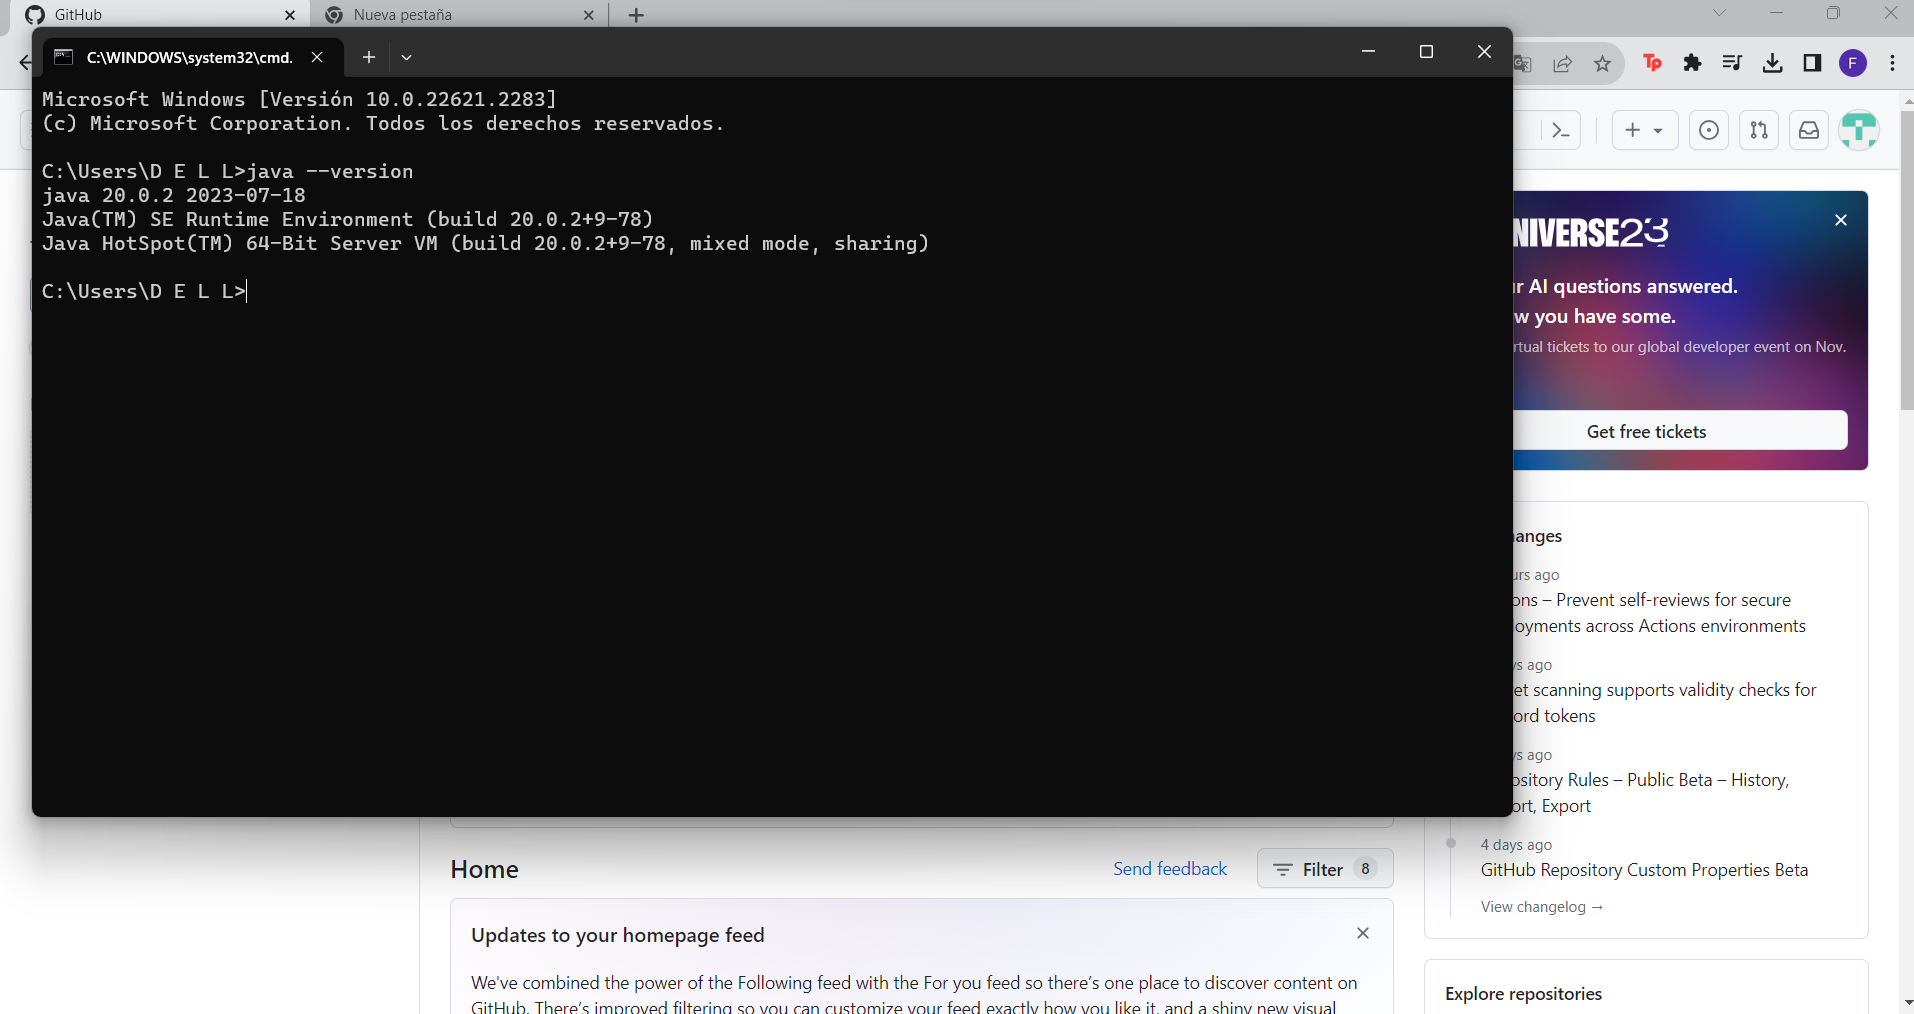 GitHub
Nueva pestaña
C:\WINDOWS\system32\cmd.
Microsoft Windows [Versión 10.0.22621.2283]
(c) Microsoft Corporation. Todos los derechos reservados.
C:\Users\D E L L>java --version
java 20.0.2 2023-07-18
Java(TM) SE Runtime Environment (build 20.0.2+9-78)
Java HotSpot(TM) 64-Bit Server VM (build 20.0.2+9-78, mixed mode, sharing)
C:\Users\D E L L>
Tp
F
NIVERSE23
r AI questions answered.
w you have some.
rtual tickets to our global developer event on Nov.
Get free tickets
anges
urs ago
ons – Prevent self-reviews for secure
oyments across Actions environments
ys ago
et scanning supports validity checks for
ord tokens
ys ago
ository Rules – Public Beta – History,
ort, Export
4 days ago
GitHub Repository Custom Properties Beta
View changelog →
Home
Send feedback
Filter 8
Updates to your homepage feed
We've combined the power of the Following feed with the For you feed so there's one place to discover content on
GitHub. There's improved filtering so you can customize your feed exactly how you like it, and a shiny new visual
Explore repositories